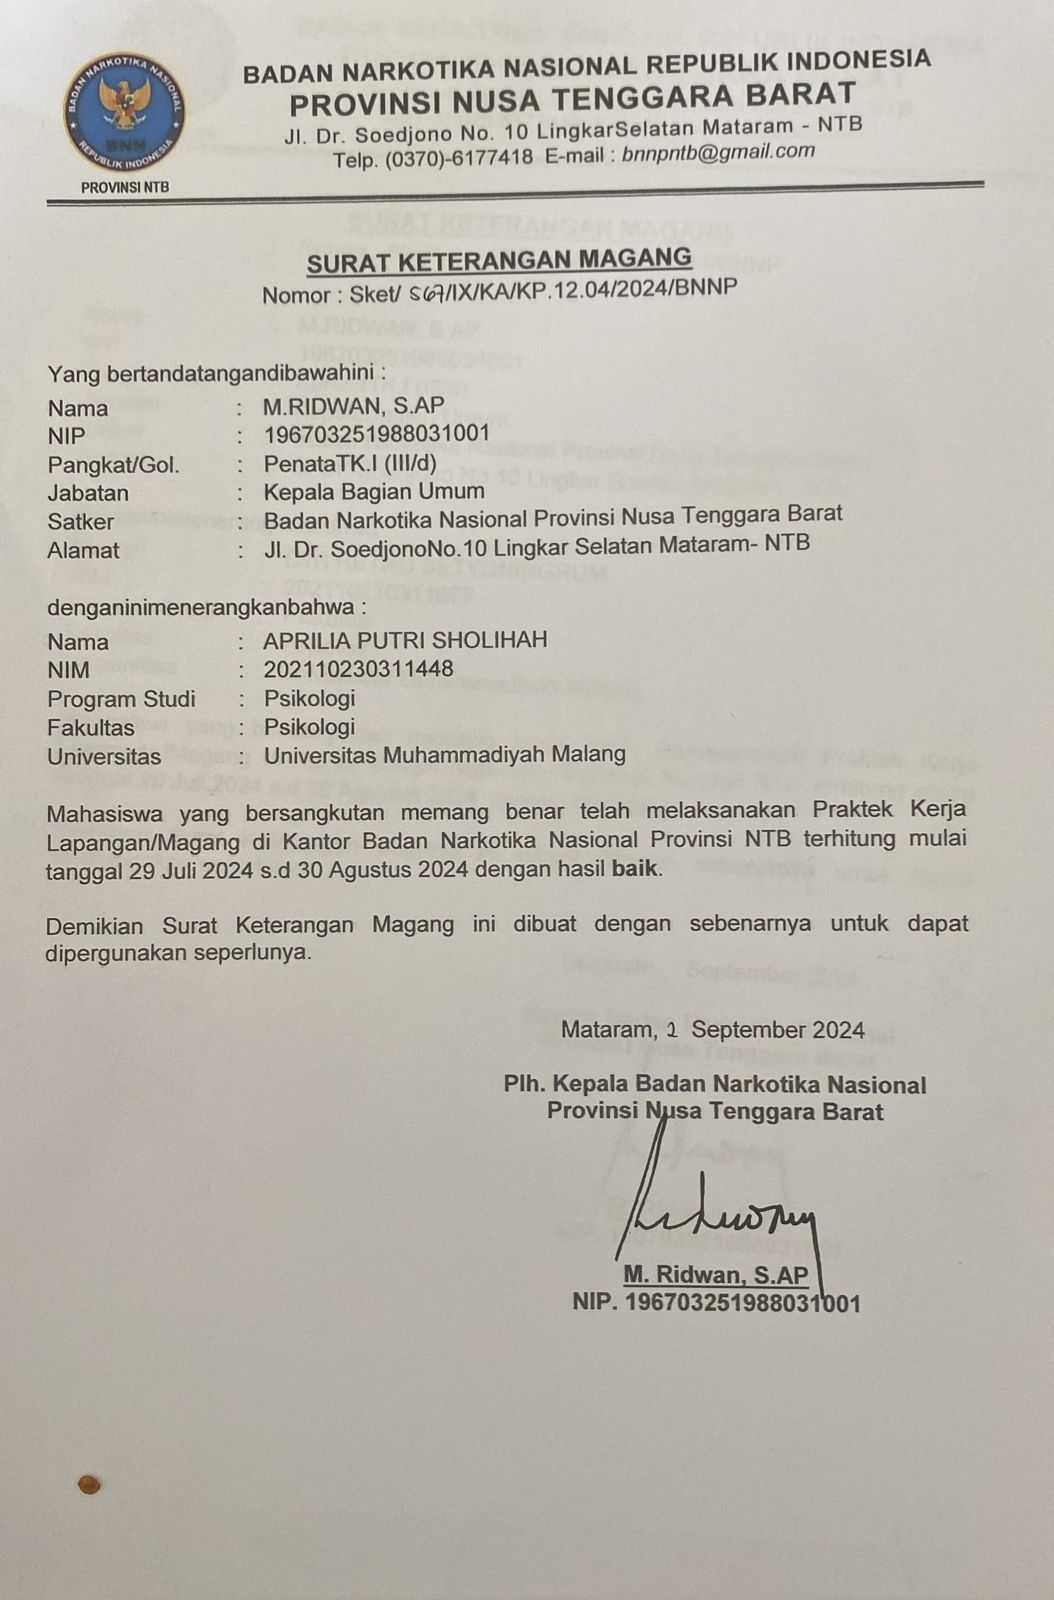 BADAN NARKOTIKA NASIONAL
BNN
REPUBLIK INDONESIA
PROVINSI NTB
BADAN NARKOTIKA NASIONAL REPUBLIK INDONESIA
PROVINSI NUSA TENGGARA BARAT
Jl. Dr. Soedjono No. 10 LingkarSelatan Mataram - NTB
Telp. (0370)-6177418 E-mail : bnnpntb@gmail.com
SURAT KETERANGAN MAGANG
Nomor : Sket/ 567/IX/KA/KP.12.04/2024/BNNP
Yang bertandatangandibawahini :
Nama : M.RIDWAN, S.AP
NIP : 196703251988031001
Pangkat/Gol. : PenataTK.I (III/d)
Jabatan : Kepala Bagian Umum
Satker : Badan Narkotika Nasional Provinsi Nusa Tenggara Barat
Alamat : Jl. Dr. SoedjonoNo.10 Lingkar Selatan Mataram- NTB
denganinimenerangkanbahwa :
Nama : APRILIA PUTRI SHOLIHAH
NIM : 202110230311448
Program Studi : Psikologi
Fakultas : Psikologi
Universitas : Universitas Muhammadiyah Malang
Mahasiswa yang bersangkutan memang benar telah melaksanakan Praktek Kerja
Lapangan/Magang di Kantor Badan Narkotika Nasional Provinsi NTB terhitung mulai
tanggal 29 Juli 2024 s.d 30 Agustus 2024 dengan hasil baik.
Demikian Surat Keterangan Magang ini dibuat dengan sebenarnya untuk dapat
dipergunakan seperlunya.
Mataram, 2 September 2024
Plh. Kepala Badan Narkotika Nasional
Provinsi Nusa Tenggara Barat
M. Ridwan, S.AP
NIP. 196703251988031001